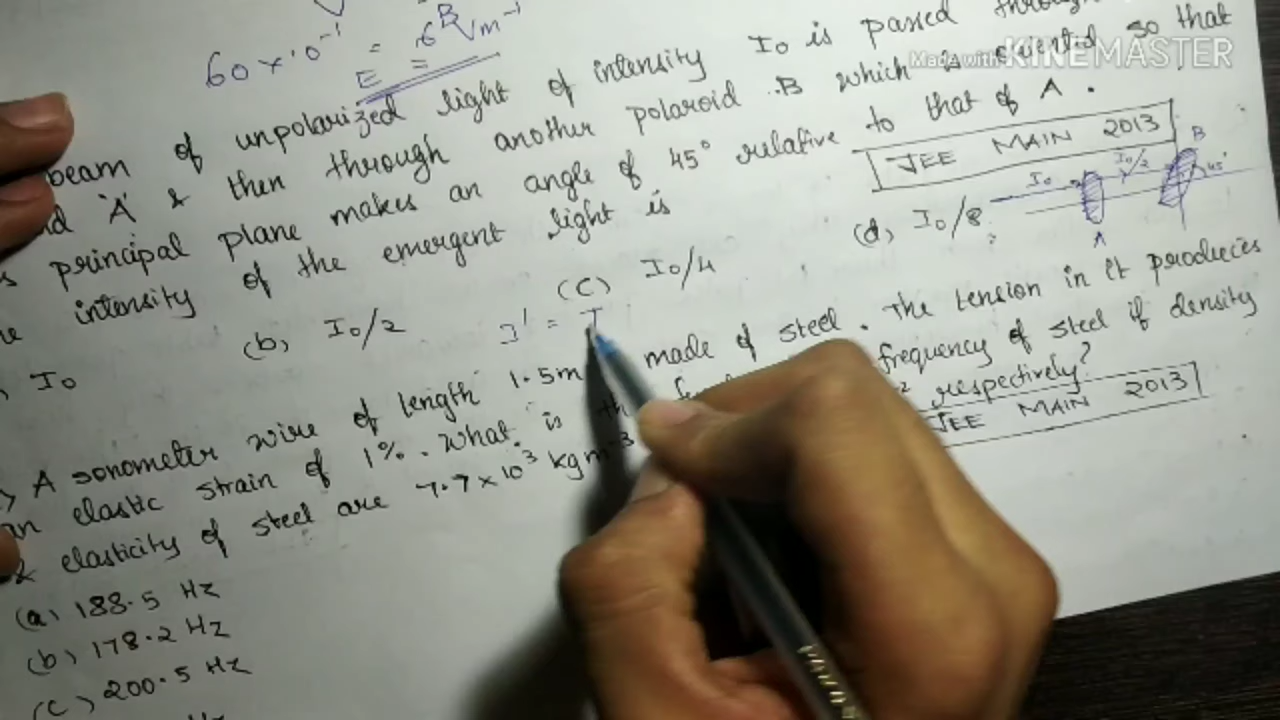 60 × 10⁻¹ =
E =
Made with KINEMASTER
beam of unpolarized light of intensity I₀ is passed
'A' & then through another polaroid B which is oriented so that
principal plane makes an angle of 45° relative to that of A.
intensity of the emergent light is
JEE MAIN 2013
I₀ I₀/2 B 45°
A
I₀ (b) I₀/2 (C) I₀/4 (d) I₀/8
I' = I
A sonometer wire of length 1.5m made of steel. The tension in it produces
an elastic strain of 1%. What is frequency of steel if density
& elasticity of steel are 7.7 × 10³ kg m⁻³ respectively?
JEE MAIN 2013
(a) 188.5 Hz
(b) 178.2 Hz
(c) 200.5 Hz